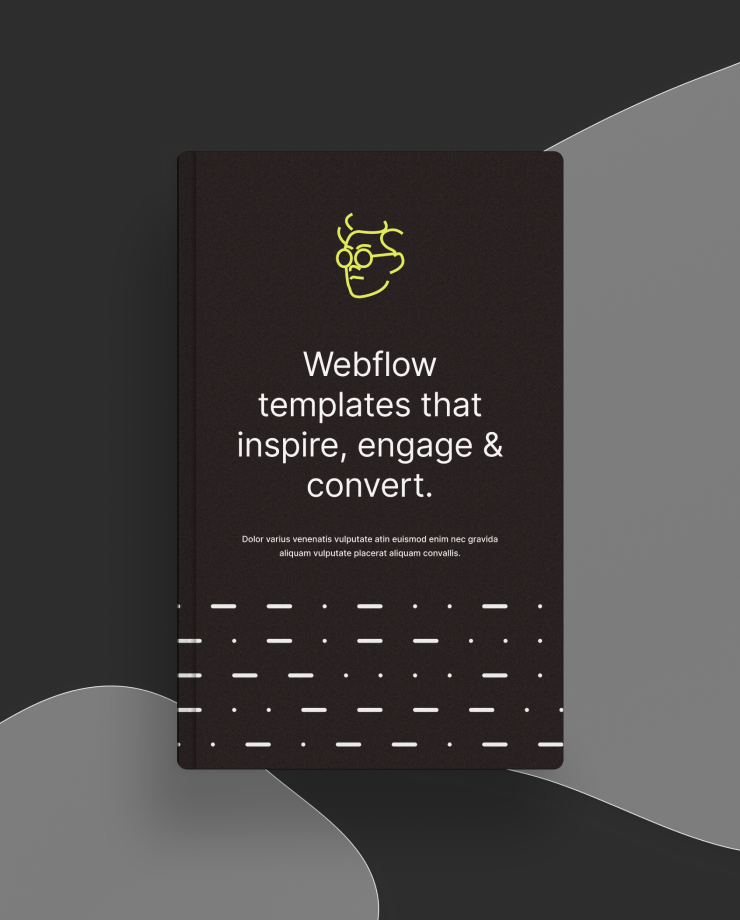 Webflow
templates that
inspire, engage &
convert.
Dolor varius venenatis vulputate atin euismod enim nec gravida
aliquam vulputate placerat aliquam convallis.